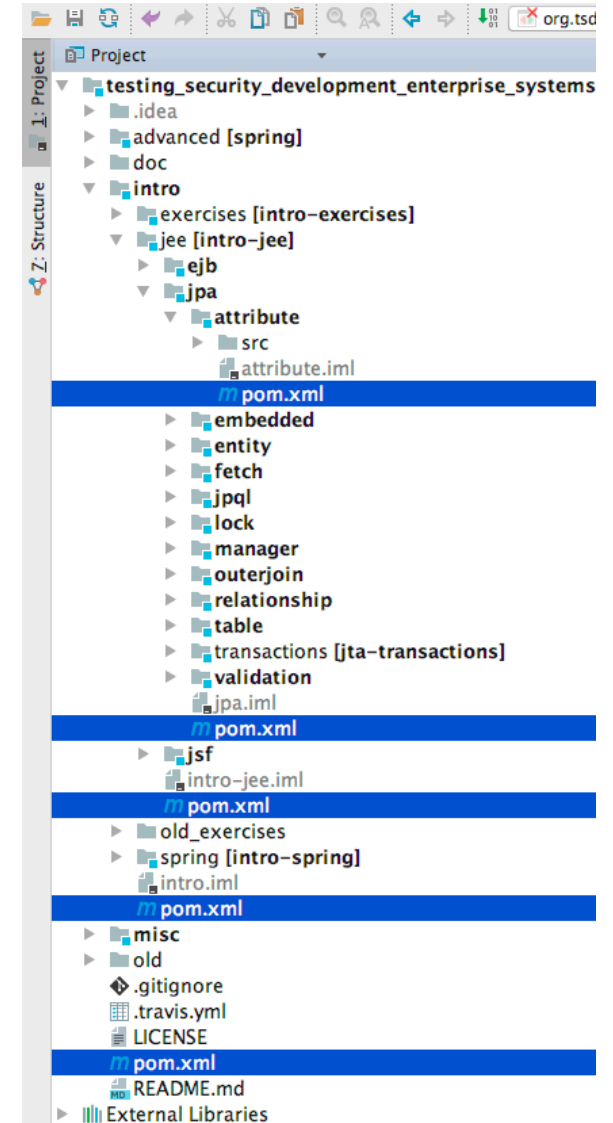 org.tsd
1: Project
Project
testing_security_development_enterprise_systems
.idea
advanced [spring]
doc
intro
exercises [intro-exercises]
jee [intro-jee]
ejb
jpa
attribute
src
attribute.iml
m pom.xml
embedded
entity
fetch
jpql
lock
manager
outerjoin
relationship
table
transactions [jta-transactions]
validation
jpa.iml
m pom.xml
jsf
intro-jee.iml
m pom.xml
old_exercises
spring [intro-spring]
intro.iml
m pom.xml
misc
old
.gitignore
.travis.yml
LICENSE
m pom.xml
MD README.md
External Libraries
Z: Structure